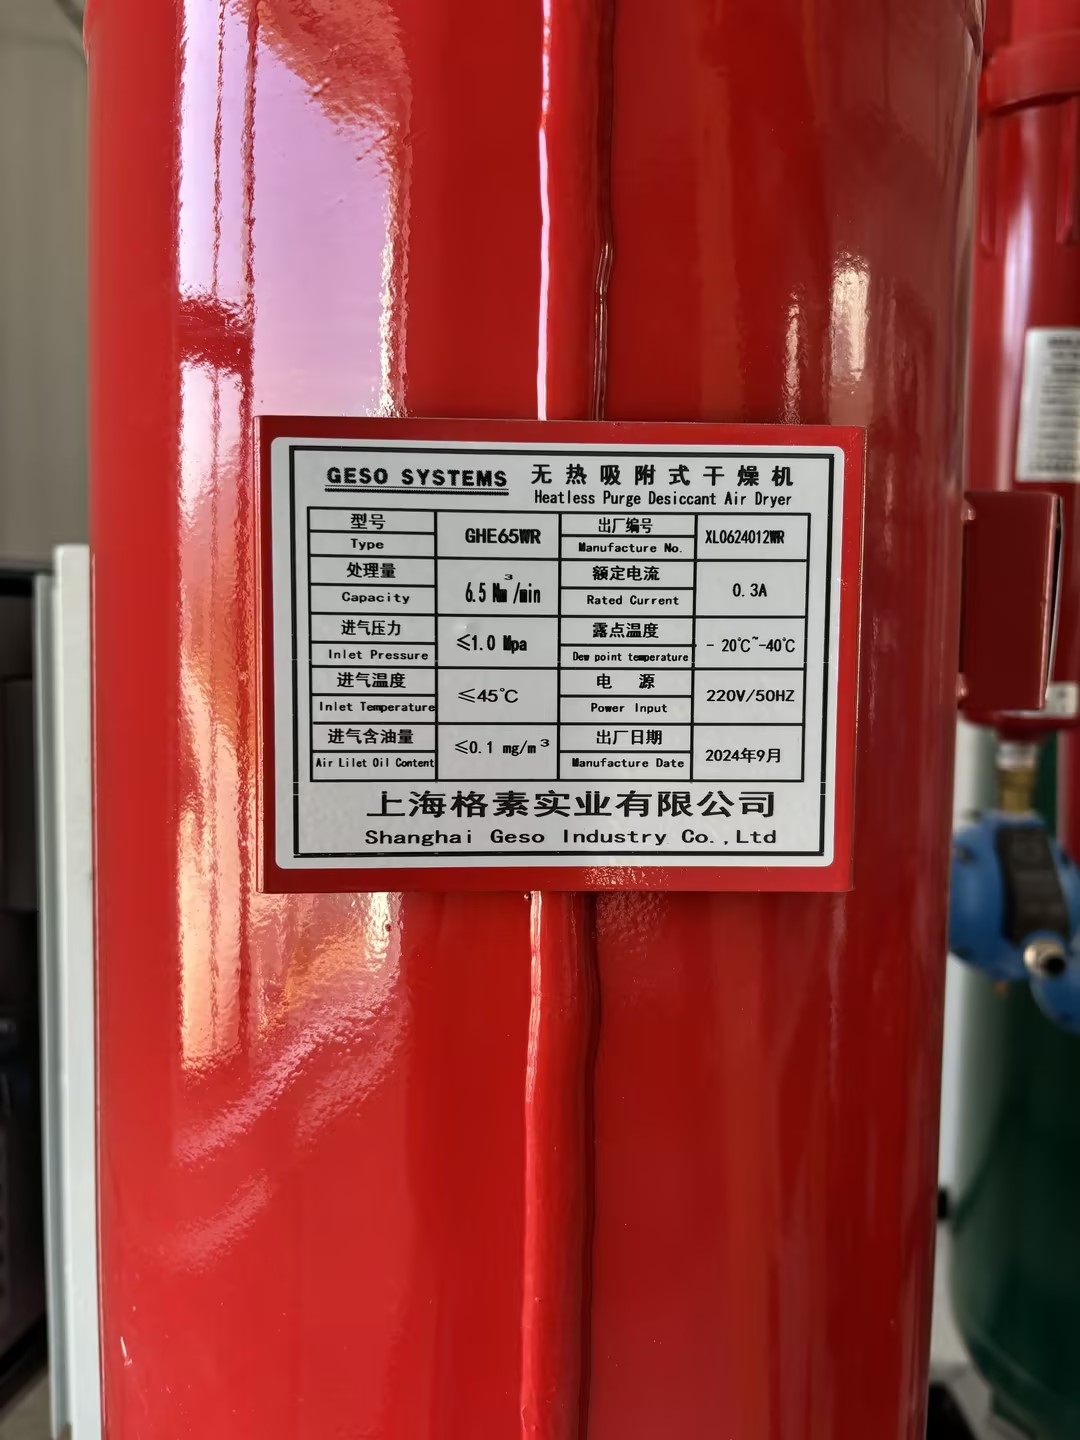 GESO SYSTEMS 无热吸附式干燥机
Heatless Purge Desiccant Air Dryer
型号 GHE65WR 出厂编号 XL0624012WR
Type Manufacture No.
处理量 6.5 Nm³/min 额定电流 0.3A
Capacity Rated Current
进气压力 ≤1.0 Mpa 露点温度 - 20℃~-40℃
Inlet Pressure Dew point temperature
进气温度 ≤45℃ 电 源 220V/50HZ
Inlet Temperature Power Input
进气含油量 ≤0.1 mg/m³ 出厂日期 2024年9月
Air Lilet Oil Content Manufacture Date
上海格素实业有限公司
Shanghai Geso Industry Co.,Ltd